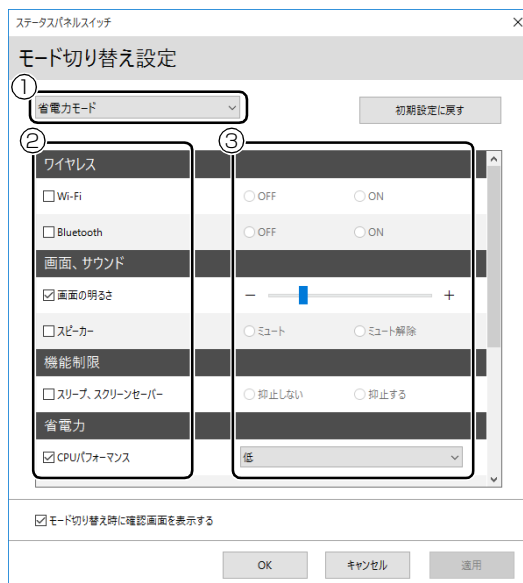 ステータスパネルスイッチ
モード切り替え設定
①
省電力モード
初期設定に戻す
② ③
ワイヤレス
Wi-Fi OFF ON
Bluetooth OFF ON
画面、サウンド
画面の明るさ − +
スピーカー ミュート ミュート解除
機能制限
スリープ、スクリーンセーバー 抑止しない 抑止する
省電力
CPUパフォーマンス 低
モード切り替え時に確認画面を表示する
OK キャンセル 適用